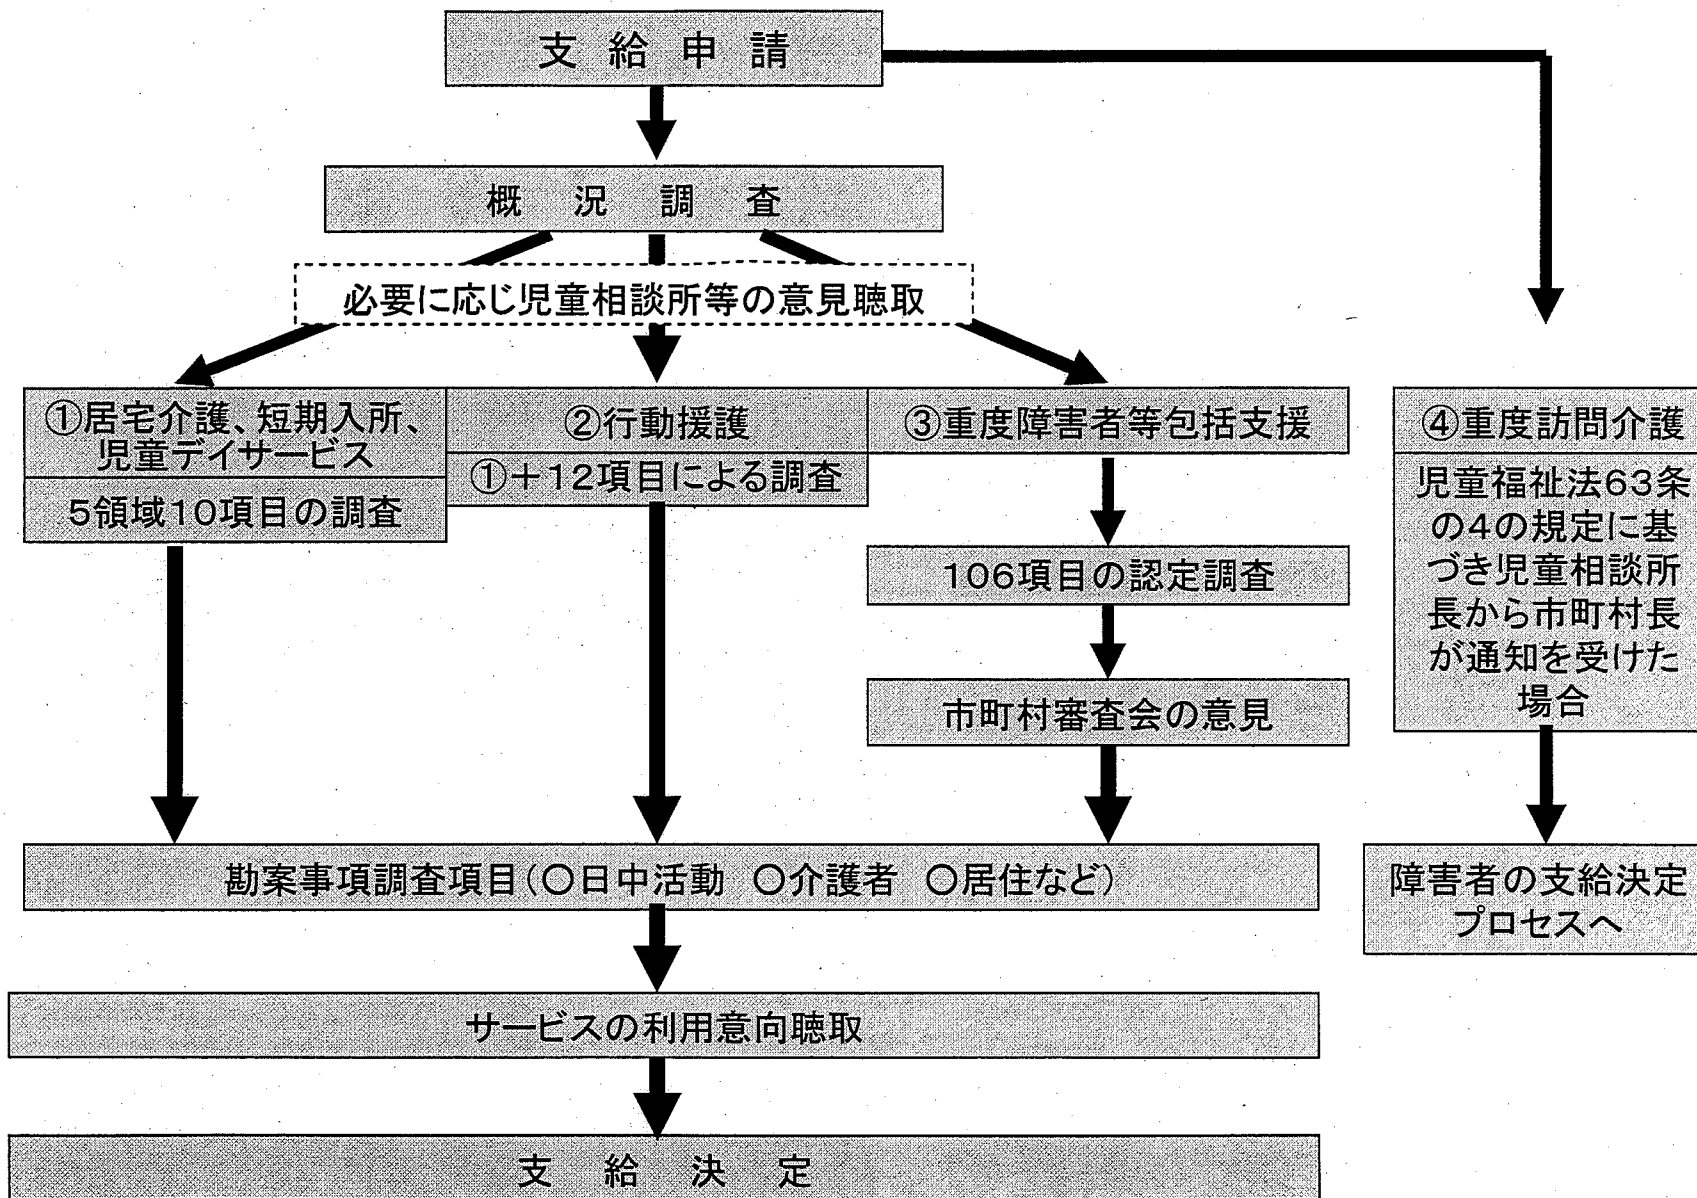 支給申請
概況調査
必要に応じ児童相談所等の意見聴取
①居宅介護、短期入所、
児童デイサービス
5領域10項目の調査
②行動援護
①+12項目による調査
③重度障害者等包括支援
106項目の認定調査
市町村審査会の意見
④重度訪問介護
児童福祉法63条
の4の規定に基
づき児童相談所
長から市町村長
が通知を受けた
場合
勘案事項調査項目(〇日中活動 〇介護者 〇居住など)
障害者の支給決定
プロセスへ
サービスの利用意向聴取
支給決定